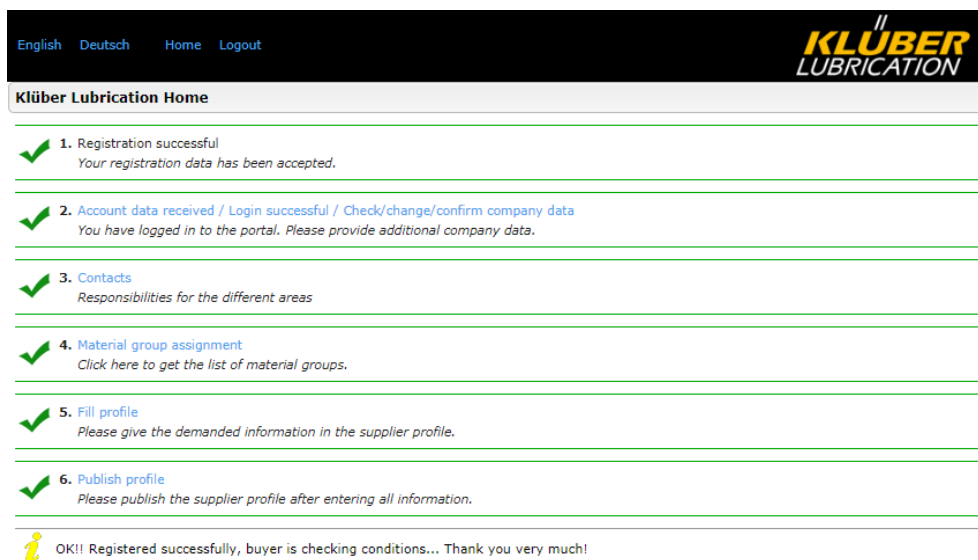 English Deutsch Home Logout
KLÜBER
LUBRICATION
Klüber Lubrication Home
1. Registration successful
Your registration data has been accepted.
2. Account data received / Login successful / Check/change/confirm company data
You have logged in to the portal. Please provide additional company data.
3. Contacts
Responsibilities for the different areas
4. Material group assignment
Click here to get the list of material groups.
5. Fill profile
Please give the demanded information in the supplier profile.
6. Publish profile
Please publish the supplier profile after entering all information.
OK!! Registered successfully, buyer is checking conditions... Thank you very much!